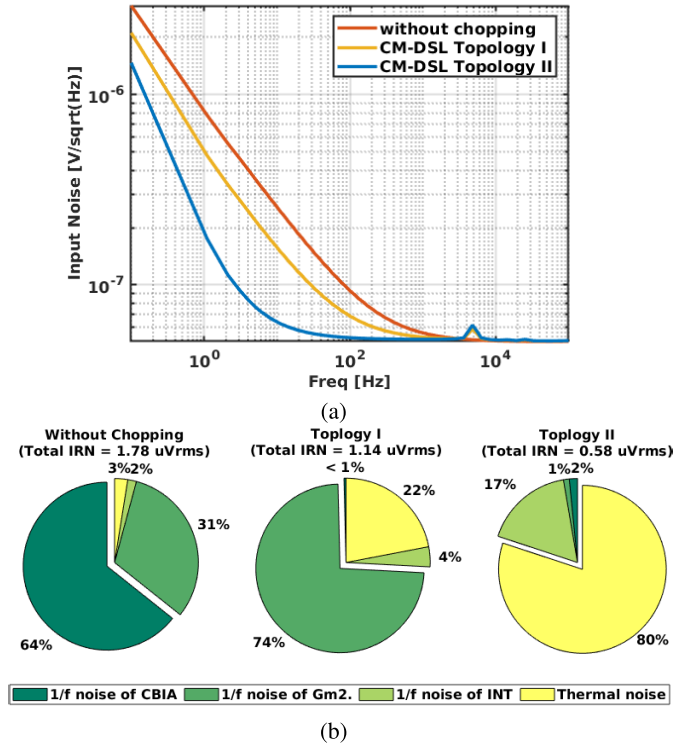 without chopping
CM-DSL Topology I
CM-DSL Topology II
Input Noise [V/sqrt(Hz)]
10^-6
10^-7
10^0
10^2
10^4
Freq [Hz]
(a)
Without Chopping
(Total IRN = 1.78 uVrms)
3%
2%
31%
64%
Toplogy I
(Total IRN = 1.14 uVrms)
< 1%
22%
4%
74%
Toplogy II
(Total IRN = 0.58 uVrms)
1%
2%
17%
80%
1/f noise of CBIA
1/f noise of Gm2.
1/f noise of INT
Thermal noise
(b)